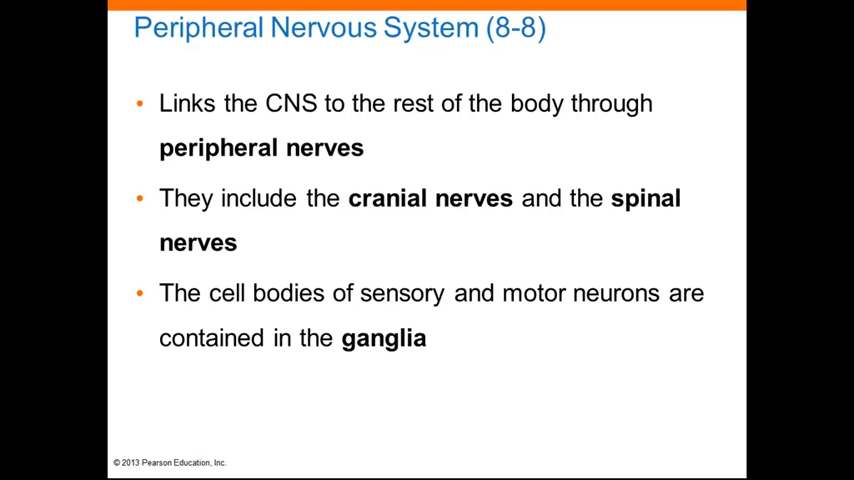 Peripheral Nervous System (8-8)
• Links the CNS to the rest of the body through
peripheral nerves
• They include the cranial nerves and the spinal
nerves
• The cell bodies of sensory and motor neurons are
contained in the ganglia
© 2013 Pearson Education, Inc.